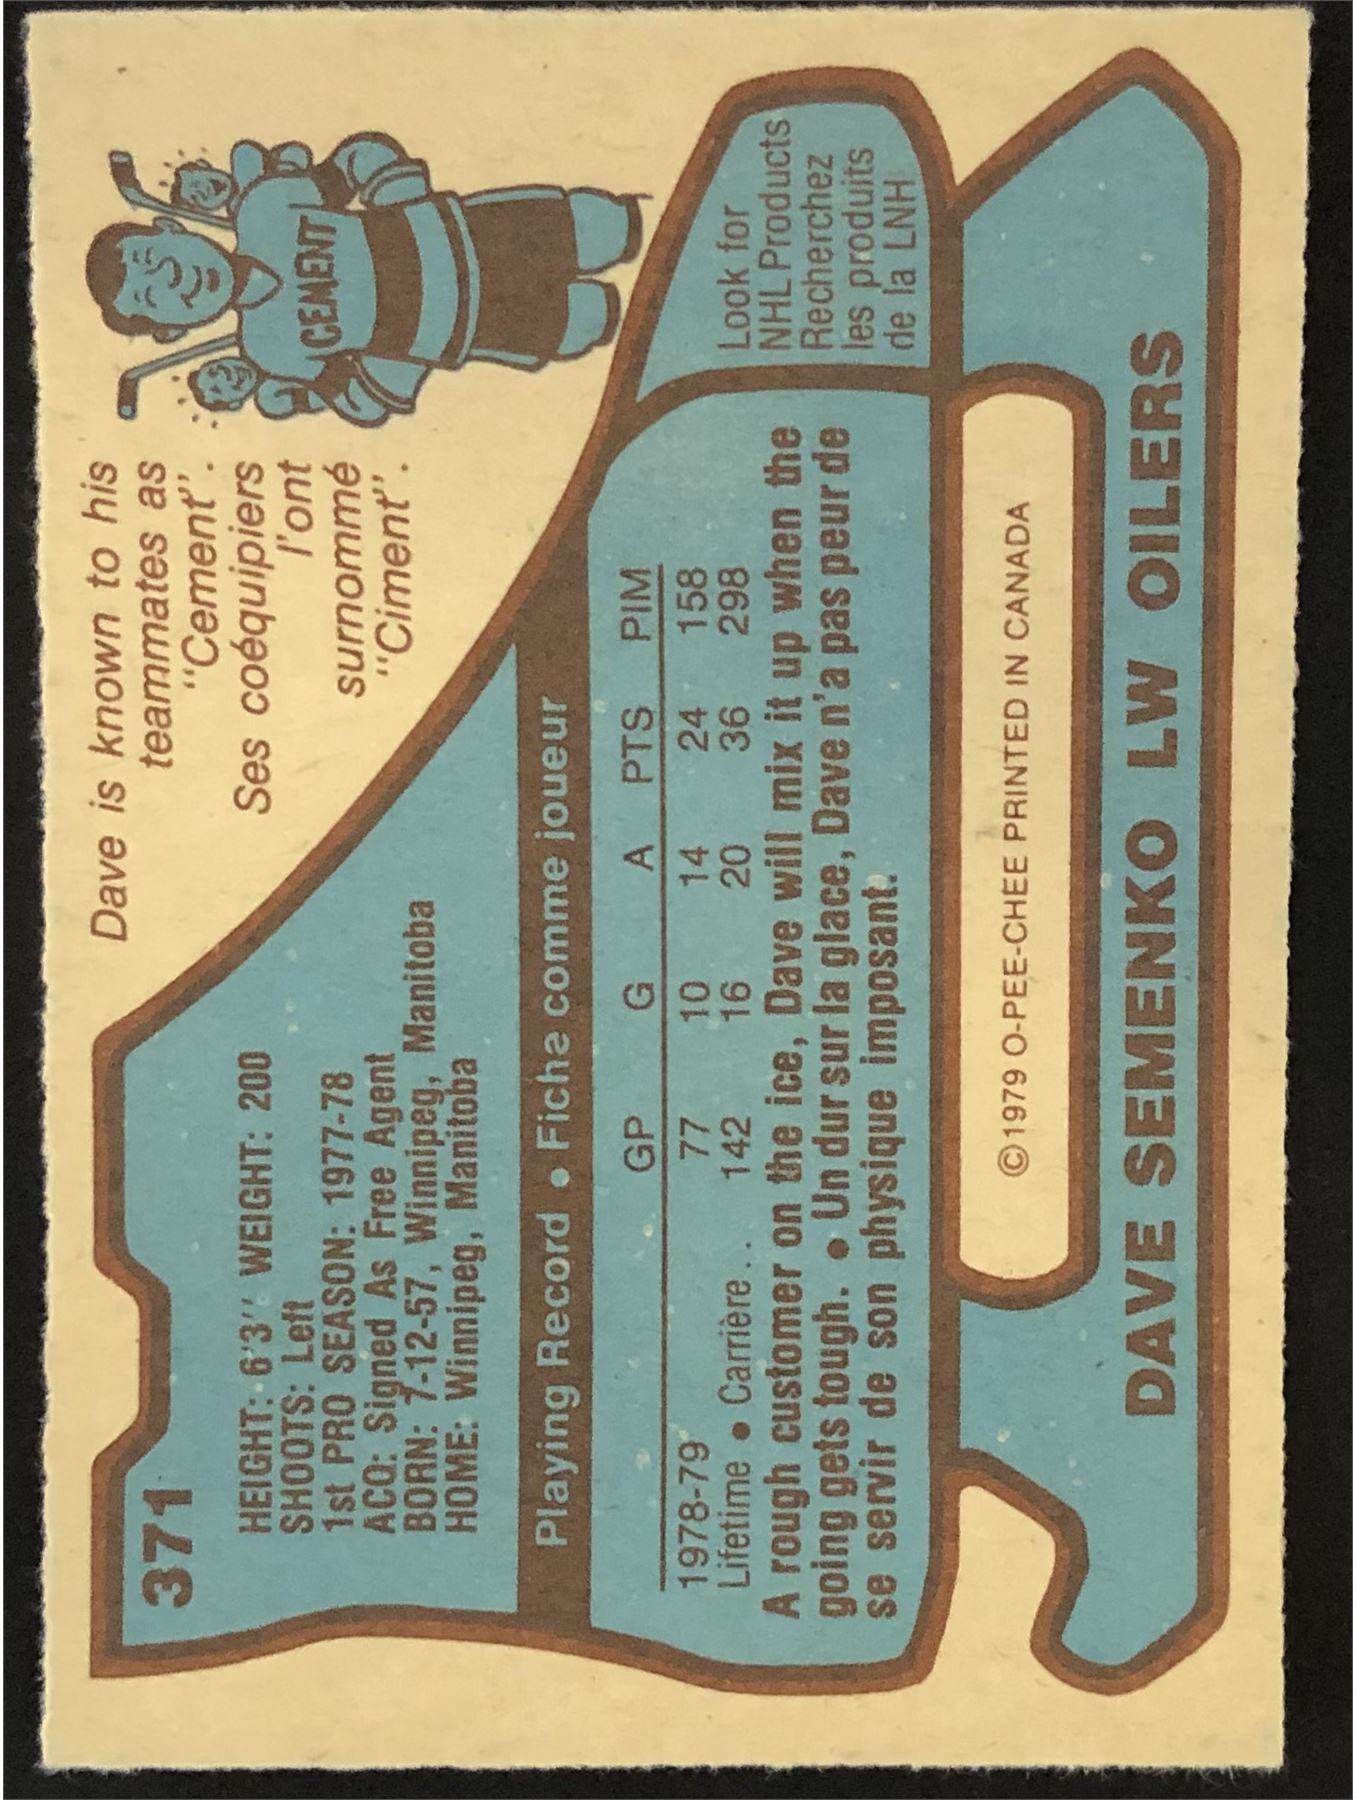 371
HEIGHT: 6'3'' WEIGHT: 200
SHOOTS: Left
1st PRO SEASON: 1977-78
ACQ: Signed As Free Agent
BORN: 7-12-57, Winnipeg, Manitoba
HOME: Winnipeg, Manitoba
Dave is known to his
teammates as
"Cement".
Ses coéquipiers
l'ont
surnommé
"Ciment".
CEMENT
Playing Record • Fiche comme joueur
GP G A PTS PIM
1978-79 77 10 14 24 158
Lifetime • Carrière.. 142 16 20 36 298
A rough customer on the ice, Dave will mix it up when the
going gets tough. • Un dur sur la glace, Dave n'a pas peur de
se servir de son physique imposant.
Look for
NHL Products
Recherchez
les produits
de la LNH
©1979 O-PEE-CHEE PRINTED IN CANADA
DAVE SEMENKO LW OILERS